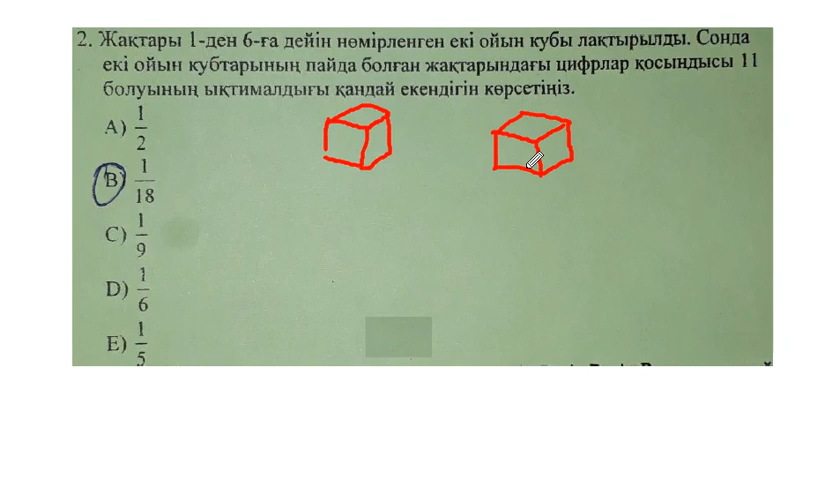 2. Жақтары 1-ден 6-ға дейін нөмірленген екі ойын кубы лақтырылды. Сонда
екі ойын кубтарының пайда болған жақтарындағы цифрлар қосындысы 11
болуының ықтималдығы қандай екендігін көрсетіңіз.
A) 1/2
B) 1/18
C) 1/9
D) 1/6
E) 1/5